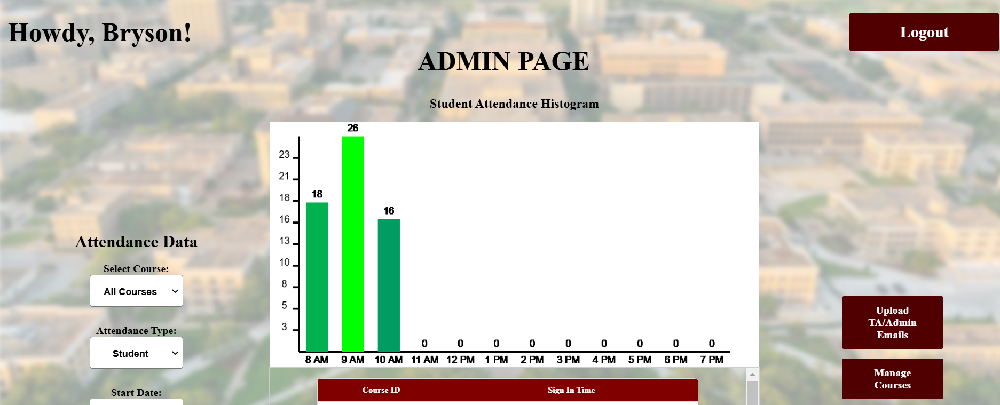 Howdy, Bryson!
Logout
ADMIN PAGE
Student Attendance Histogram
26
23
21
18
18
16
16
13
10
8
5
3
0 0 0 0 0 0 0 0 0
8 AM 9 AM 10 AM 11 AM 12 PM 1 PM 2 PM 3 PM 4 PM 5 PM 6 PM 7 PM
Attendance Data
Select Course:
All Courses
Attendance Type:
Student
Start Date:
Course ID Sign In Time
Upload
TA/Admin
Emails
Manage
Courses